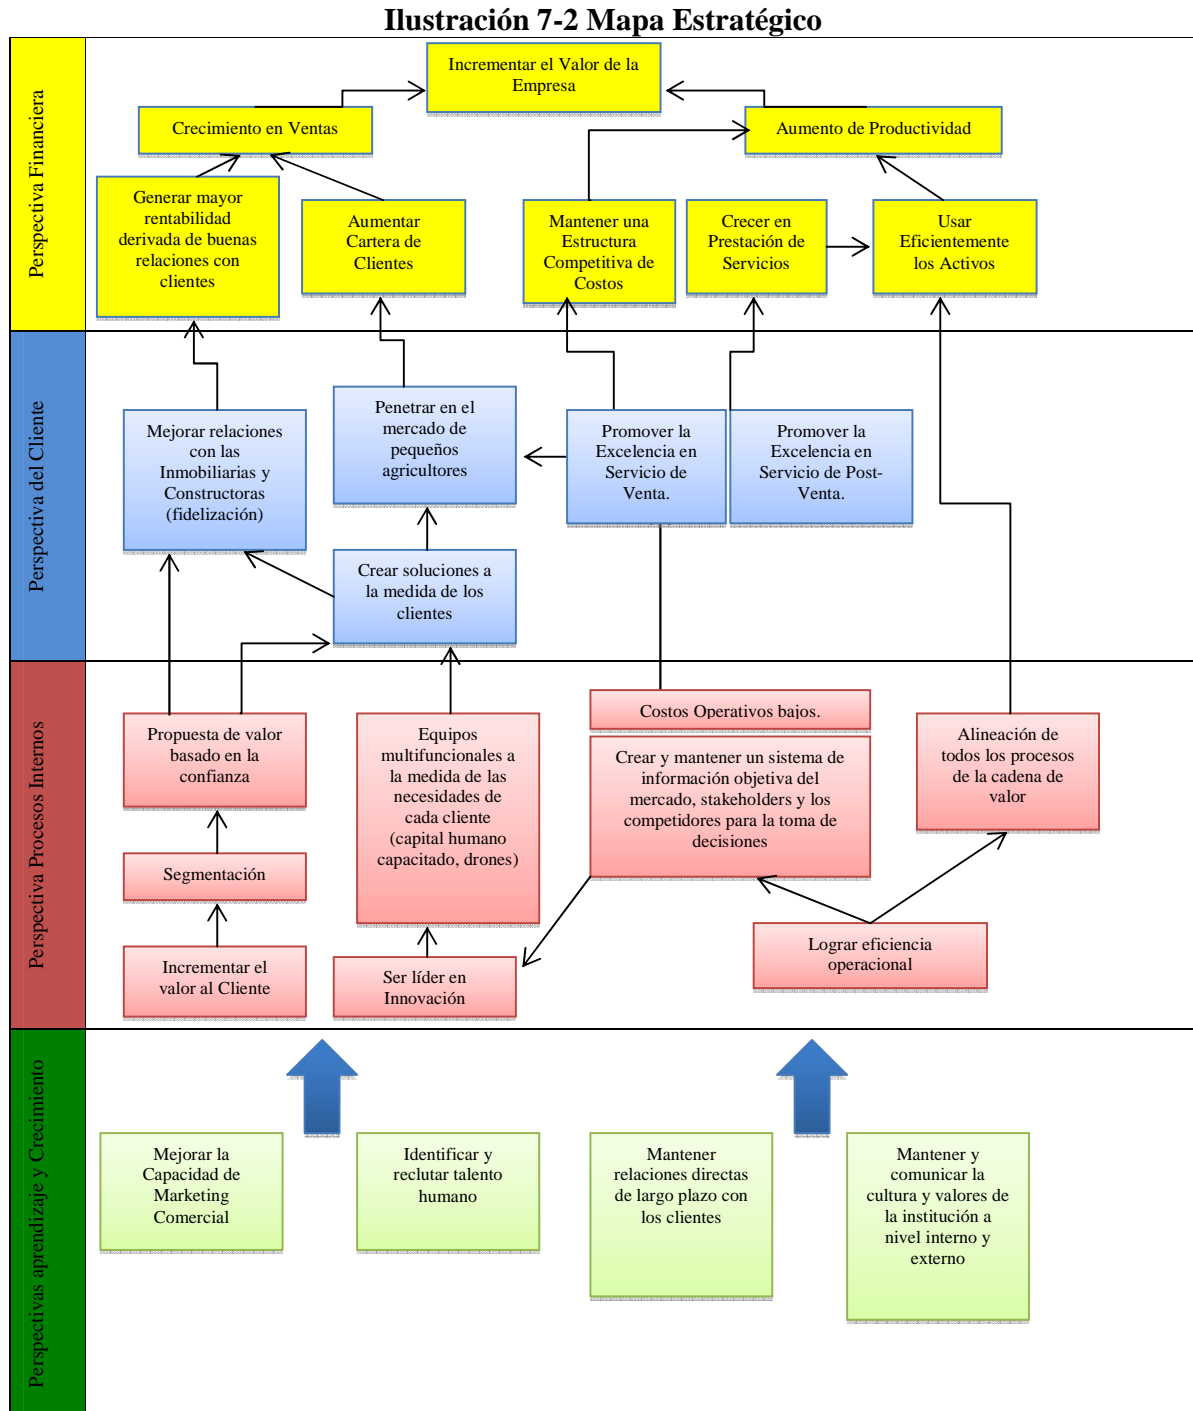 Ilustración 7-2 Mapa Estratégico
Perspectiva Financiera
Incrementar el Valor de la
Empresa
Crecimiento en Ventas
Aumento de Productividad
Generar mayor
rentabilidad
derivada de buenas
relaciones con
clientes
Aumentar
Cartera de
Clientes
Mantener una
Estructura
Competitiva de
Costos
Crecer en
Prestación de
Servicios
Usar
Eficientemente
los Activos
Perspectiva del Cliente
Mejorar relaciones
con las
Inmobiliarias y
Constructoras
(fidelización)
Penetrar en el
mercado de
pequeños
agricultores
Promover la
Excelencia en
Servicio de
Venta.
Promover la
Excelencia en
Servicio de Post-
Venta.
Crear soluciones a
la medida de los
clientes
Perspectiva Procesos Internos
Propuesta de valor
basado en la
confianza
Equipos
multifuncionales a
la medida de las
necesidades de
cada cliente
(capital humano
capacitado, drones)
Costos Operativos bajos.
Crear y mantener un sistema de
información objetiva del
mercado, stakeholders y los
competidores para la toma de
decisiones
Alineación de
todos los procesos
de la cadena de
valor
Segmentación
Incrementar el
valor al Cliente
Ser líder en
Innovación
Lograr eficiencia
operacional
Perspectivas aprendizaje y Crecimiento
Mejorar la
Capacidad de
Marketing
Comercial
Identificar y
reclutar talento
humano
Mantener
relaciones directas
de largo plazo con
los clientes
Mantener y
comunicar la
cultura y valores de
la institución a
nivel interno y
externo